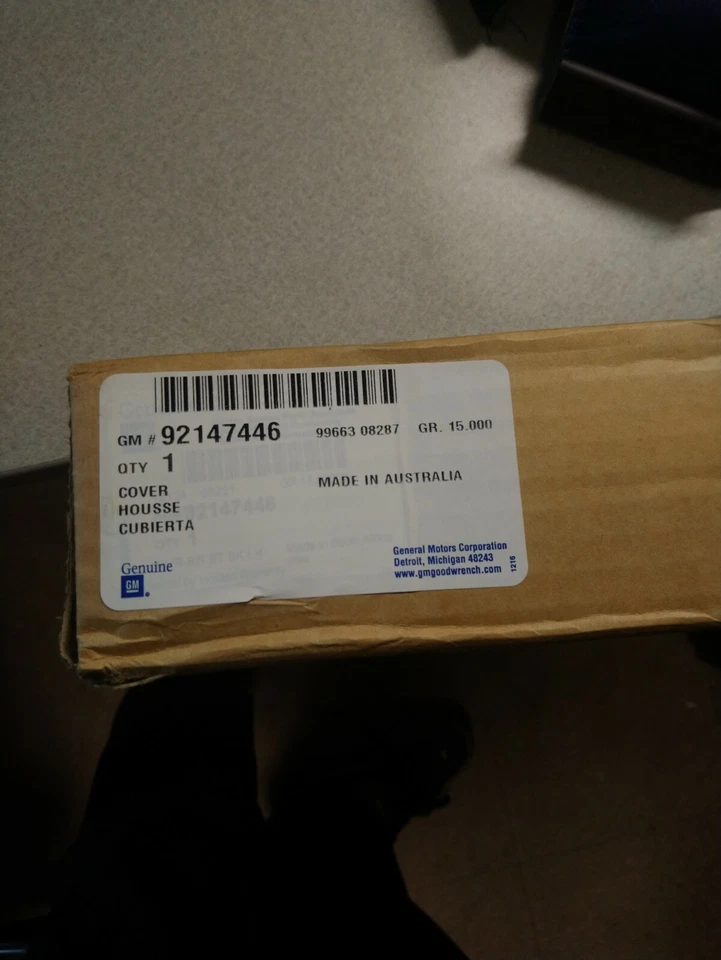 GM # 92147446 99663 08287 GR. 15.000
QTY 1
COVER MADE IN AUSTRALIA
HOUSSE
CUBIERTA
Genuine
GM
General Motors Corporation
Detroit, Michigan 48243
www.gmgoodwrench.com
1216